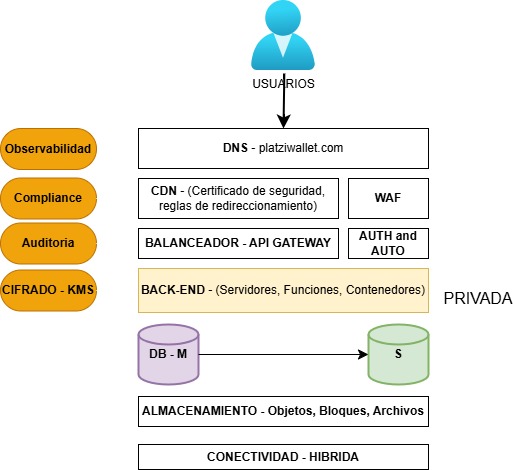 USUARIOS
Observabilidad
DNS - platziwallet.com
Compliance
CDN - (Certificado de seguridad,
reglas de redireccionamiento)
WAF
Auditoria
BALANCEADOR - API GATEWAY
AUTH and
AUTO
CIFRADO - KMS
BACK-END - (Servidores, Funciones, Contenedores)
PRIVADA
DB - M
S
ALMACENAMIENTO - Objetos, Bloques, Archivos
CONECTIVIDAD - HIBRIDA